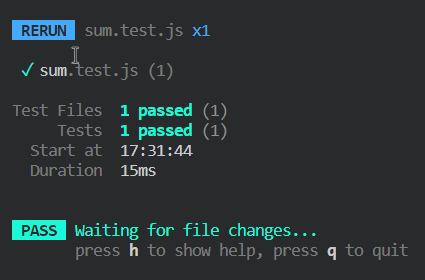 RERUN sum.test.js x1
✓ sum.test.js (1)
Test Files 1 passed (1)
Tests 1 passed (1)
Start at 17:31:44
Duration 15ms
PASS Waiting for file changes...
press h to show help, press q to quit